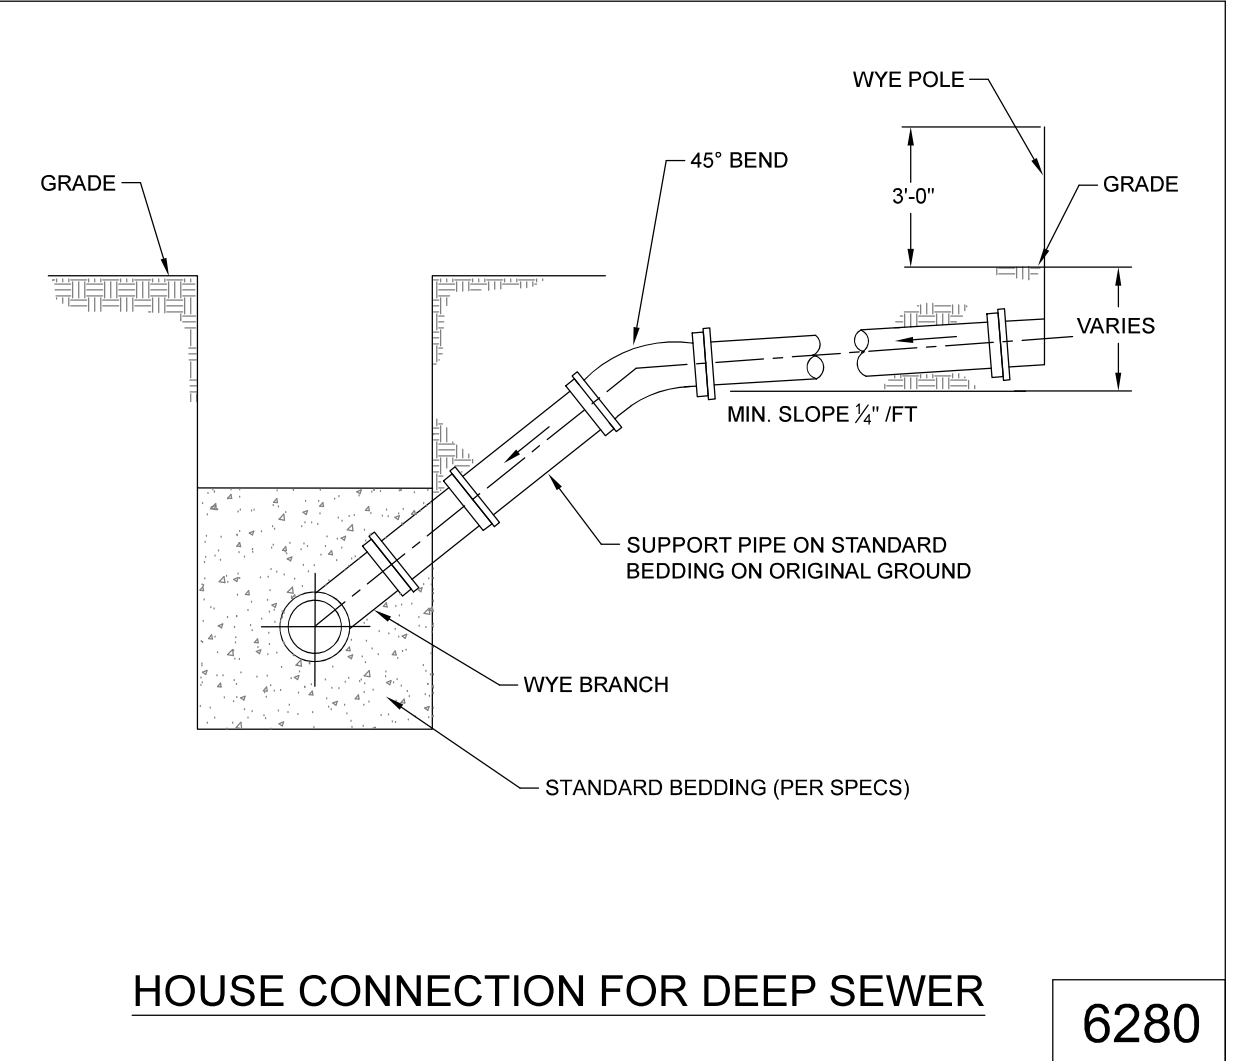 WYE POLE
45° BEND
GRADE
3'-0"
GRADE
VARIES
MIN. SLOPE ¼" /FT
SUPPORT PIPE ON STANDARD
BEDDING ON ORIGINAL GROUND
WYE BRANCH
STANDARD BEDDING (PER SPECS)
HOUSE CONNECTION FOR DEEP SEWER
6280